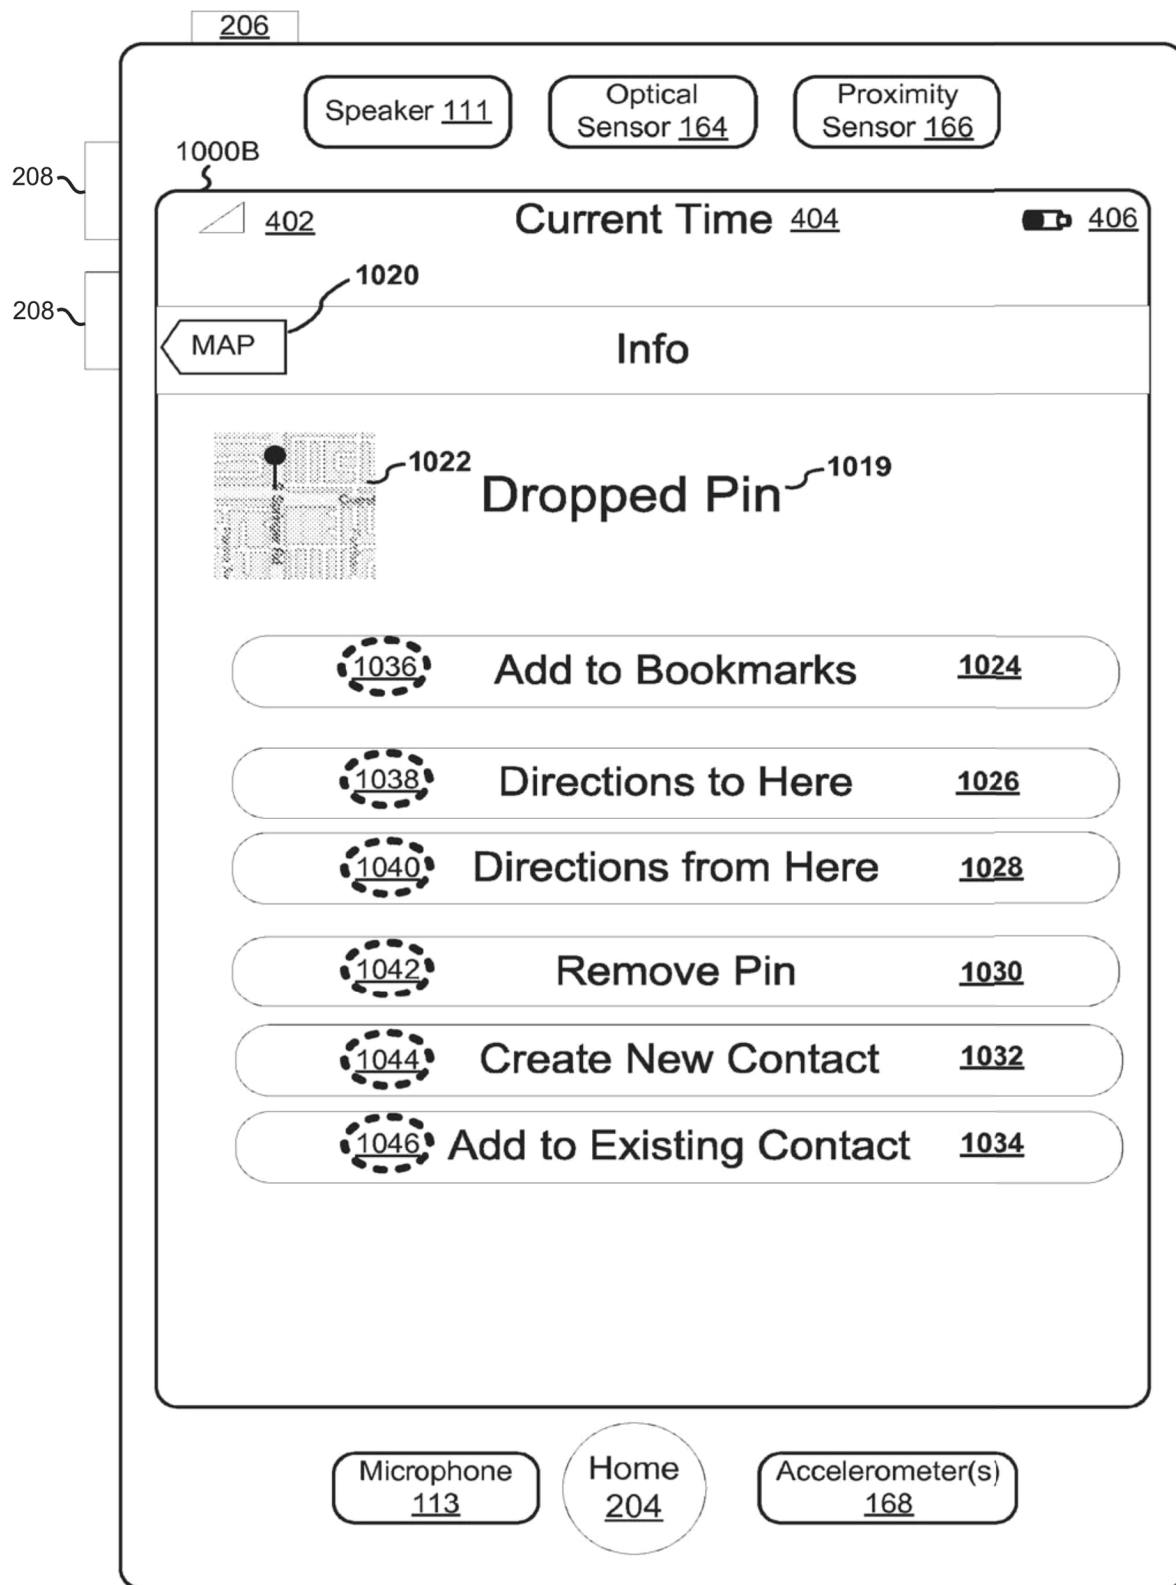 206
Speaker 111
Optical
Sensor 164
Proximity
Sensor 166
1000B
208
402
Current Time 404
406
208
1020
MAP
Info
1022
Dropped Pin
1019
1036 Add to Bookmarks 1024
1038 Directions to Here 1026
1040 Directions from Here 1028
1042 Remove Pin 1030
1044 Create New Contact 1032
1046 Add to Existing Contact 1034
Microphone
113
Home
204
Accelerometer(s)
168